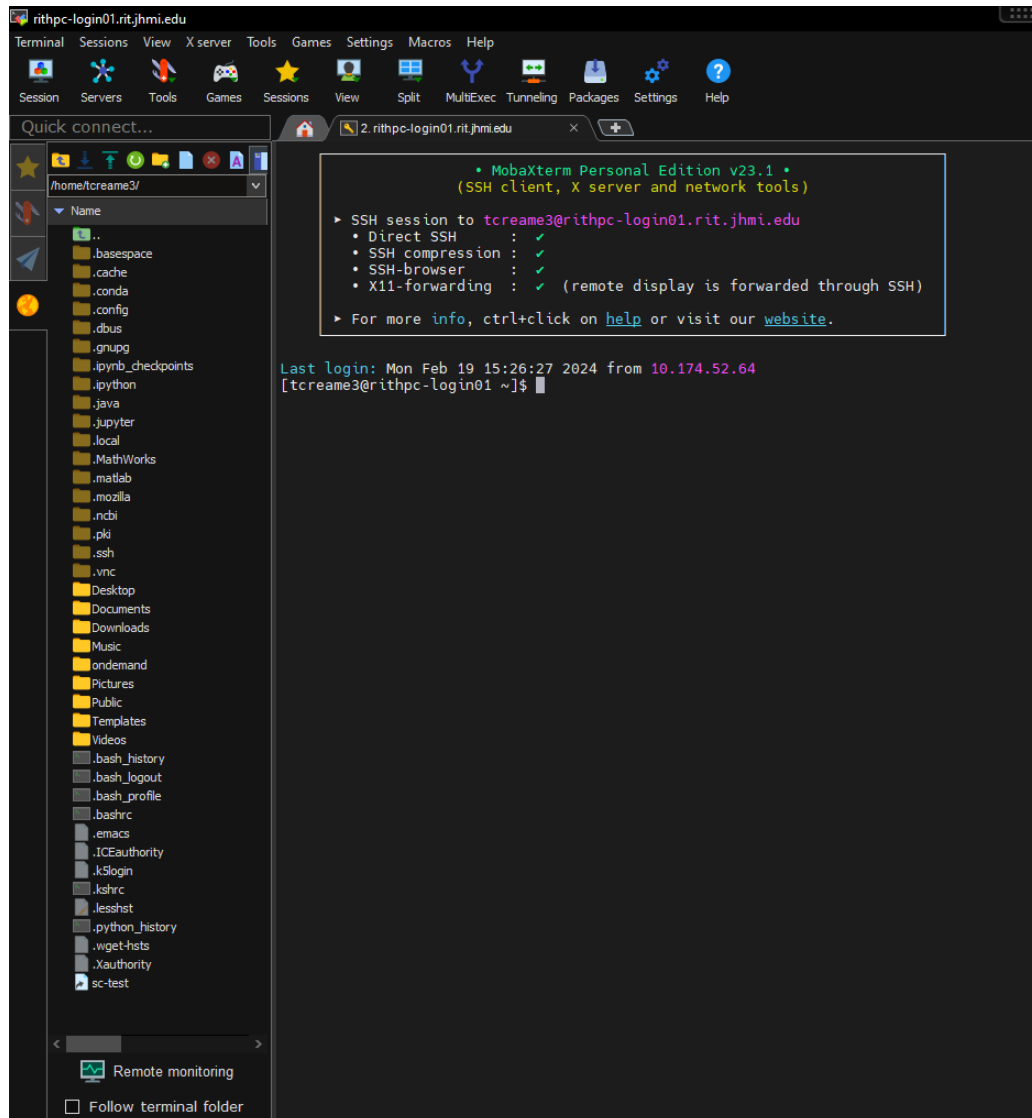 rithpc-login01.rit.jhmi.edu
Terminal Sessions View X server Tools Games Settings Macros Help
Session Servers Tools Games Sessions View Split MultiExec Tunneling Packages Settings Help
Quick connect...
2. rithpc-login01.rit.jhmi.edu
/home/tcreame3/
Name
..
.basespace
.cache
.conda
.config
.dbus
.gnupg
.ipynb_checkpoints
.ipython
.java
.jupyter
.local
.MathWorks
.matlab
.mozilla
.ncbi
.pki
.ssh
.vnc
Desktop
Documents
Downloads
Music
ondemand
Pictures
Public
Templates
Videos
.bash_history
.bash_logout
.bash_profile
.bashrc
.emacs
.ICEauthority
.k5login
.kshrc
.lesshst
.python_history
.wget-hsts
.Xauthority
sc-test
Remote monitoring
Follow terminal folder
• MobaXterm Personal Edition v23.1 •
(SSH client, X server and network tools)
► SSH session to tcreame3@rithpc-login01.rit.jhmi.edu
• Direct SSH : ✔
• SSH compression : ✔
• SSH-browser : ✔
• X11-forwarding : ✔ (remote display is forwarded through SSH)
► For more info, ctrl+click on help or visit our website.
Last login: Mon Feb 19 15:26:27 2024 from 10.174.52.64
[tcreame3@rithpc-login01 ~]$